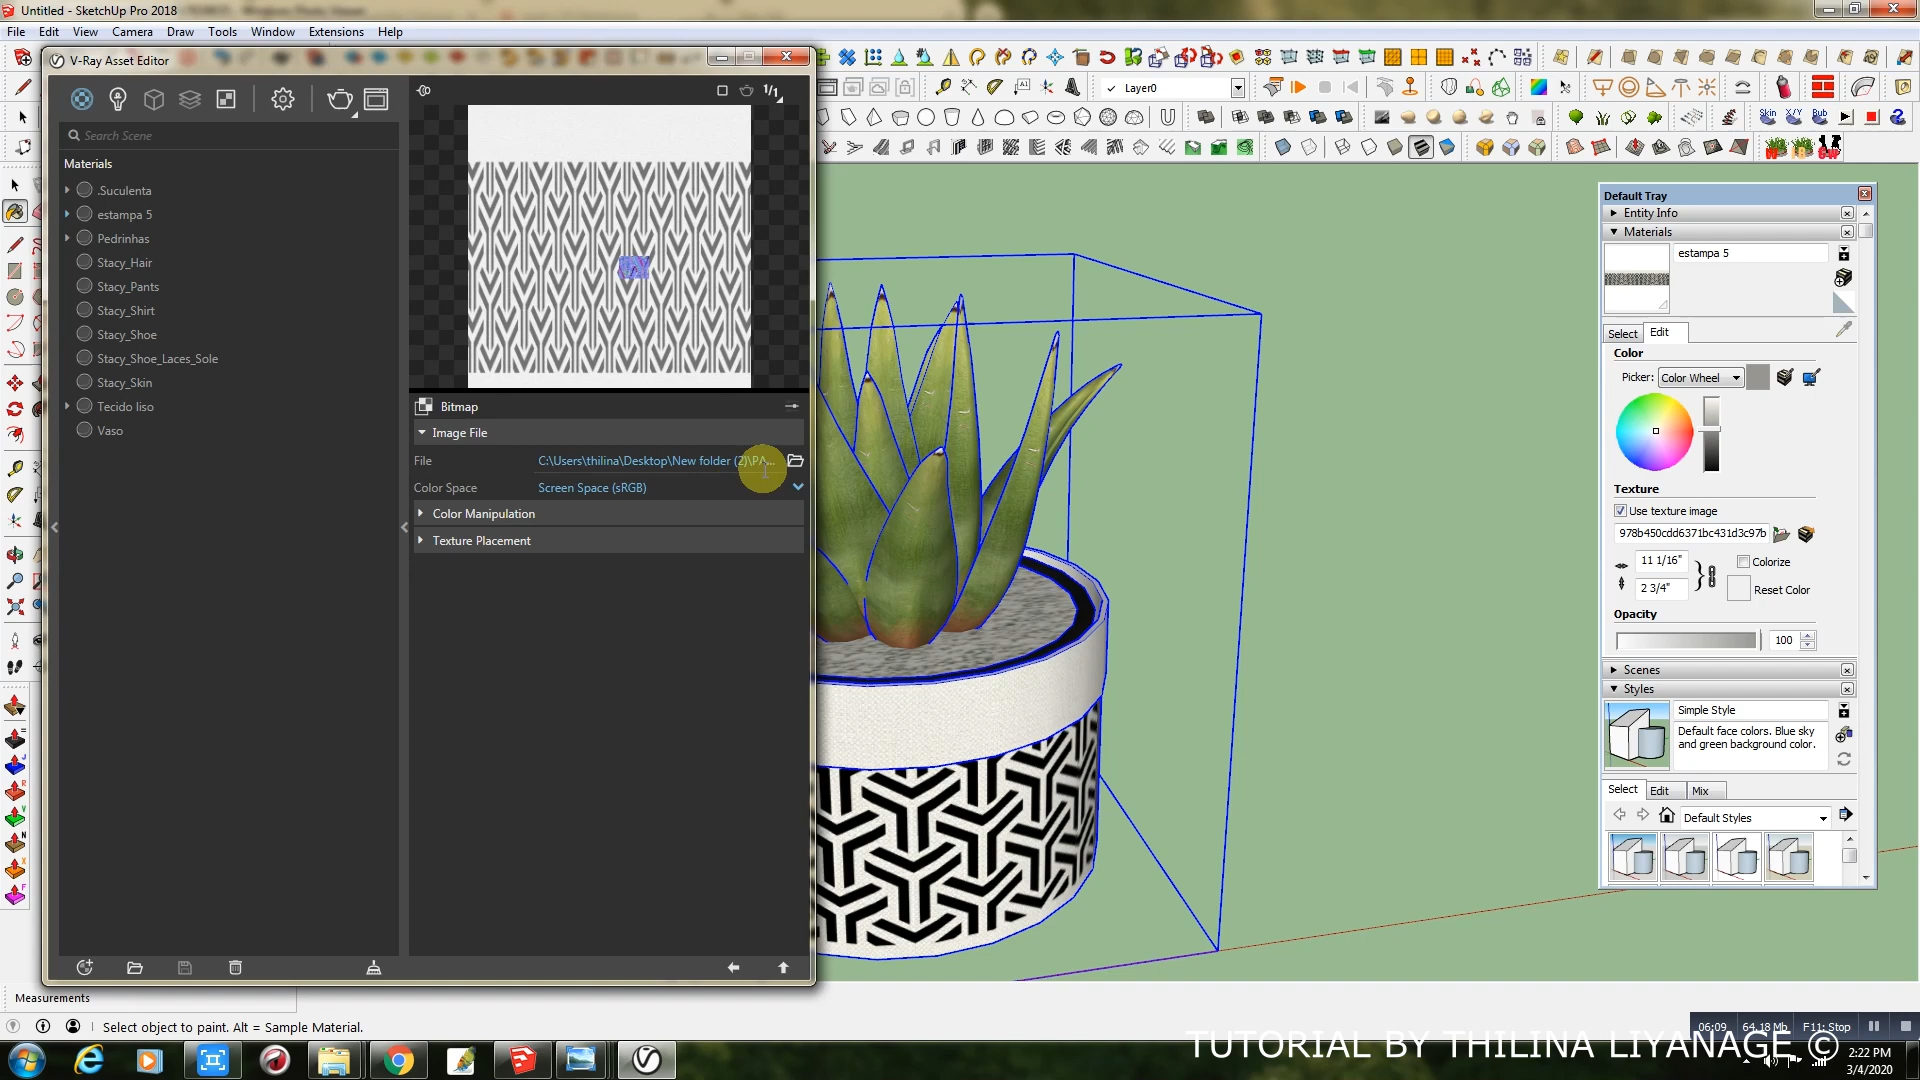 Untitled - SketchUp Pro 2018
File Edit View Camera Draw Tools Window Extensions Help
V-Ray Asset Editor
1/1
Layer0
Skin X/Y Bub
Search Scene
Materials
.Suculenta
estampa 5
Pedrinhas
Stacy_Hair
Stacy_Pants
Stacy_Shirt
Stacy_Shoe
Stacy_Shoe_Laces_Sole
Stacy_Skin
Tecido liso
Vaso
Bitmap
Image File
File C:\Users\thilina\Desktop\New folder (2)\PA...
Color Space Screen Space (sRGB)
Color Manipulation
Texture Placement
Default Tray
Entity Info
Materials
estampa 5
Select Edit
Color
Picker: Color Wheel
Texture
Use texture image
978b450cdd6371bc431d3c97b
11 1/16"
Colorize
2 3/4"
Reset Color
Opacity
100
Scenes
Styles
Simple Style
Default face colors. Blue sky
and green background color.
Select Edit Mix
Default Styles
Measurements
Select object to paint. Alt = Sample Material.
06:09 64.18 Mb F11: Stop
TUTORIAL BY THILINA LIYANAGE ©
2:22 PM
3/4/2020